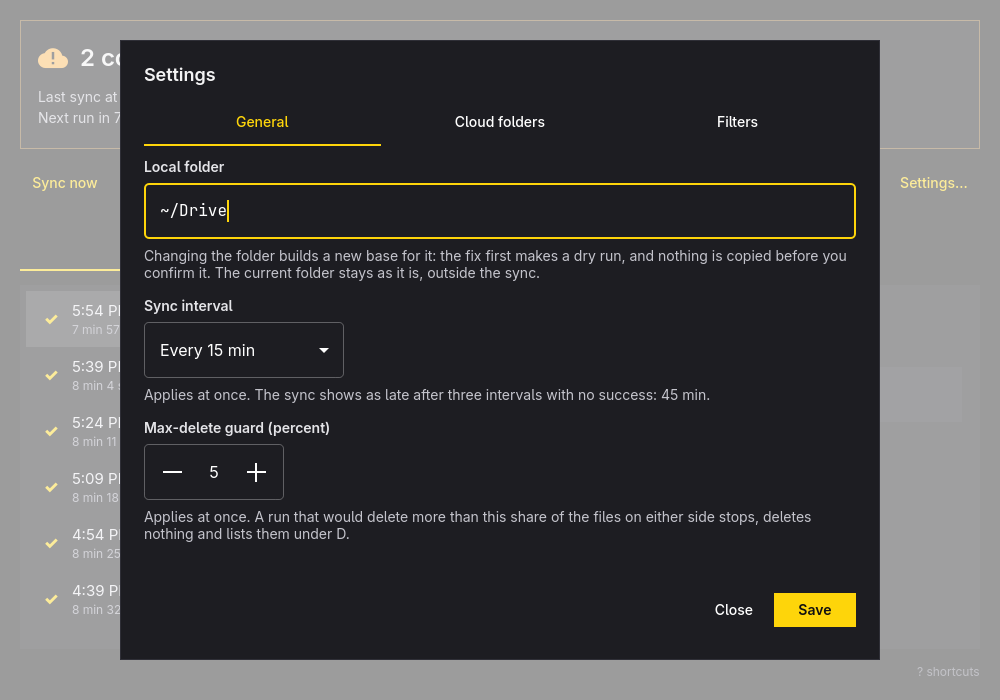 2 co
Last sync at
Next run in 7
Sync now
Settings...
5:54 P
7 min 57
5:39 P
8 min 4 s
5:24 P
8 min 11
5:09 P
8 min 18
4:54 P
8 min 25
4:39 P
8 min 32
? shortcuts
Settings
General
Cloud folders
Filters
Local folder
~/Drive
Changing the folder builds a new base for it: the fix first makes a dry run, and nothing is copied before you
confirm it. The current folder stays as it is, outside the sync.
Sync interval
Every 15 min
Applies at once. The sync shows as late after three intervals with no success: 45 min.
Max-delete guard (percent)
5
Applies at once. A run that would delete more than this share of the files on either side stops, deletes
nothing and lists them under D.
Close
Save